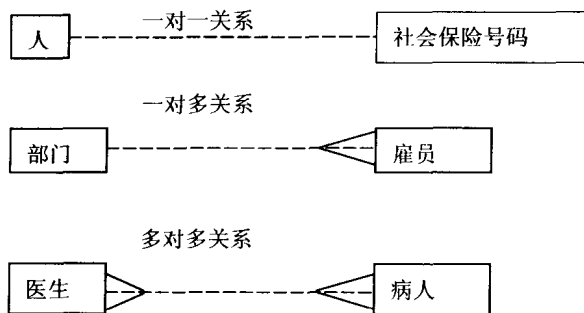 一对一关系
人
社会保险号码
一对多关系
部门
雇员
多对多关系
医生
病人